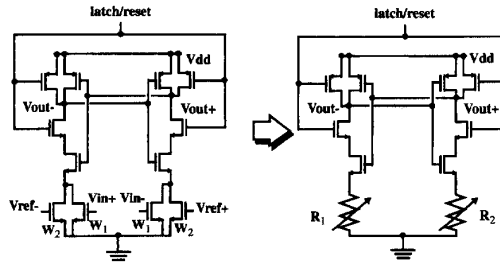 latch/reset
Vdd
Vout-
Vout+
Vref-
Vin+
Vin-
Vref+
W2
W1
W1
W2
latch/reset
Vdd
Vout-
Vout+
R1
R2